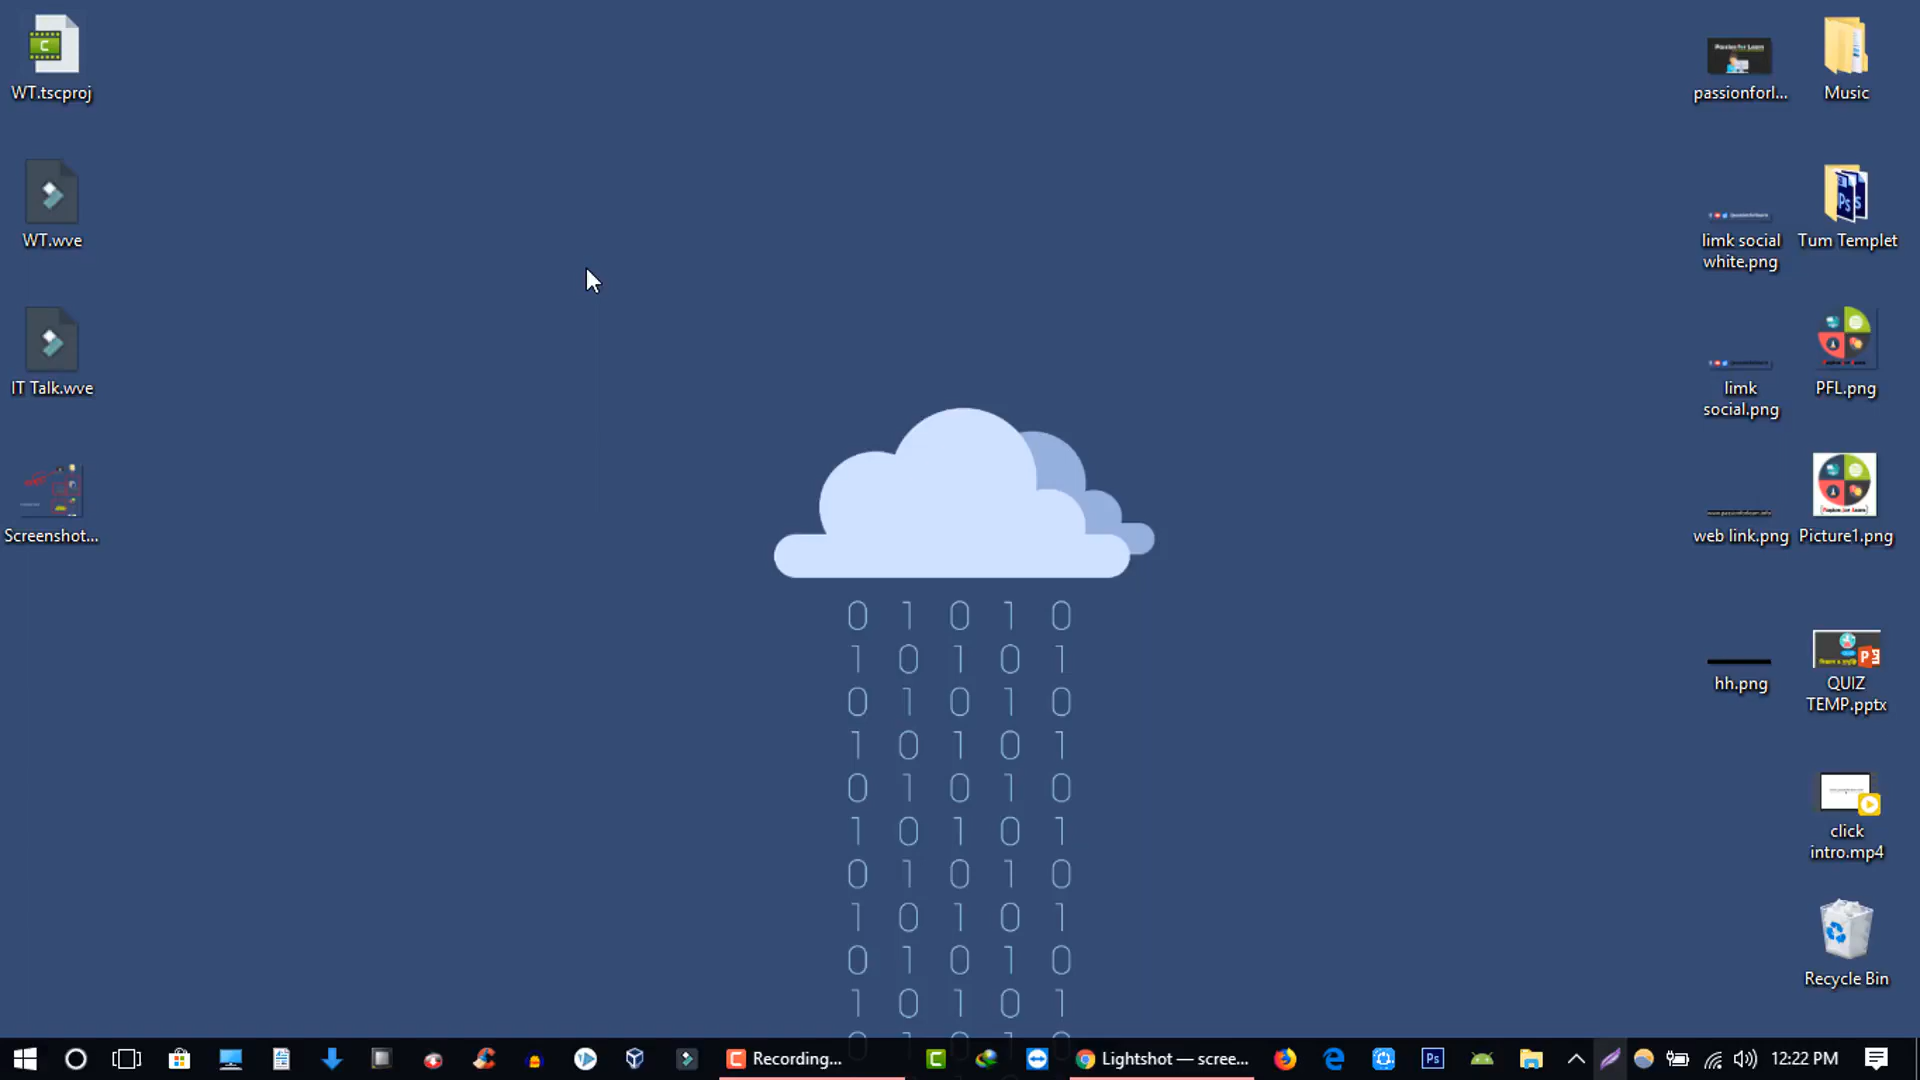 WT.tscproj
WT.wve
IT Talk.wve
Screenshot...
Passion for Learn
passionforl...
Music
limk social
white.png
Tum Templet
limk
social.png
PFL.png
web link.png
Picture1.png
hh.png
QUIZ
TEMP.pptx
click
intro.mp4
Recycle Bin
0 1 0 1 0
1 0 1 0 1
0 1 0 1 0
1 0 1 0 1
0 1 0 1 0
1 0 1 0 1
0 1 0 1 0
1 0 1 0 1
0 1 0 1 0
1 0 1 0 1
Recording...
Lightshot — scree...
Ps
12:22 PM